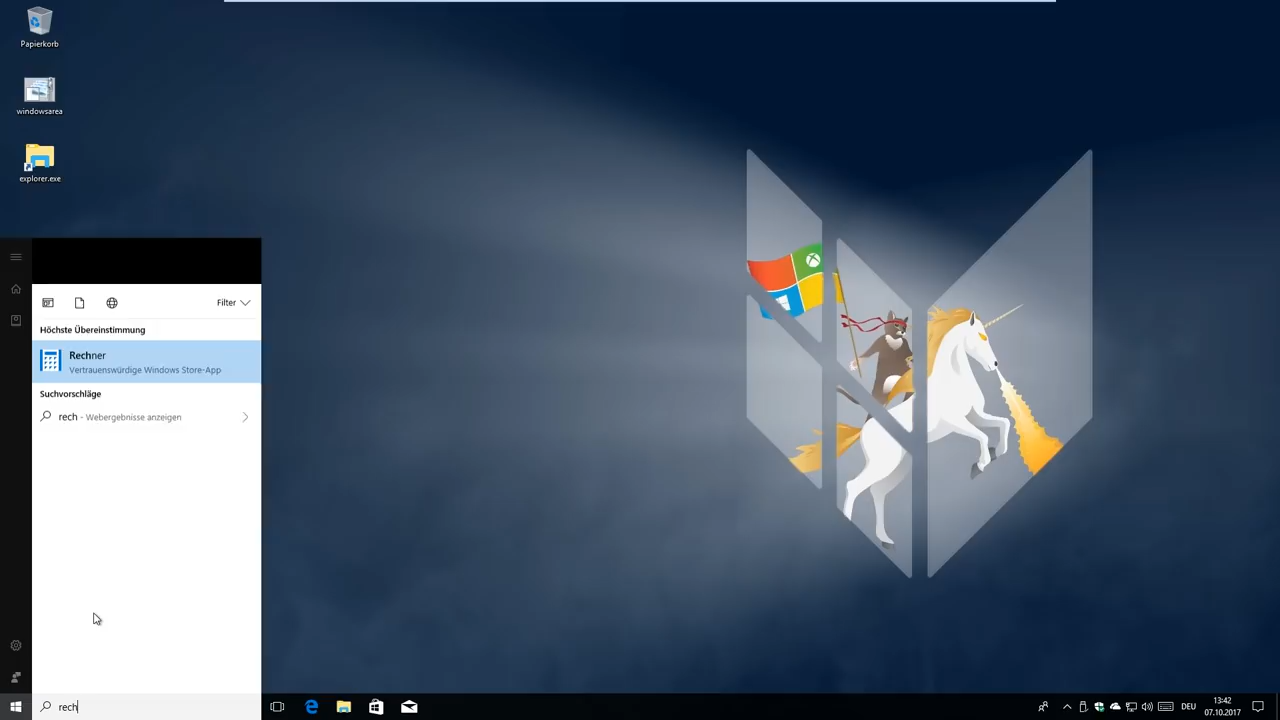 Papierkorb
windowsarea
explorer.exe
Filter
Höchste Übereinstimmung
Rechner
Vertrauenswürdige Windows Store-App
Suchvorschläge
rech - Webergebnisse anzeigen
rech
DEU
13:42
07.10.2017